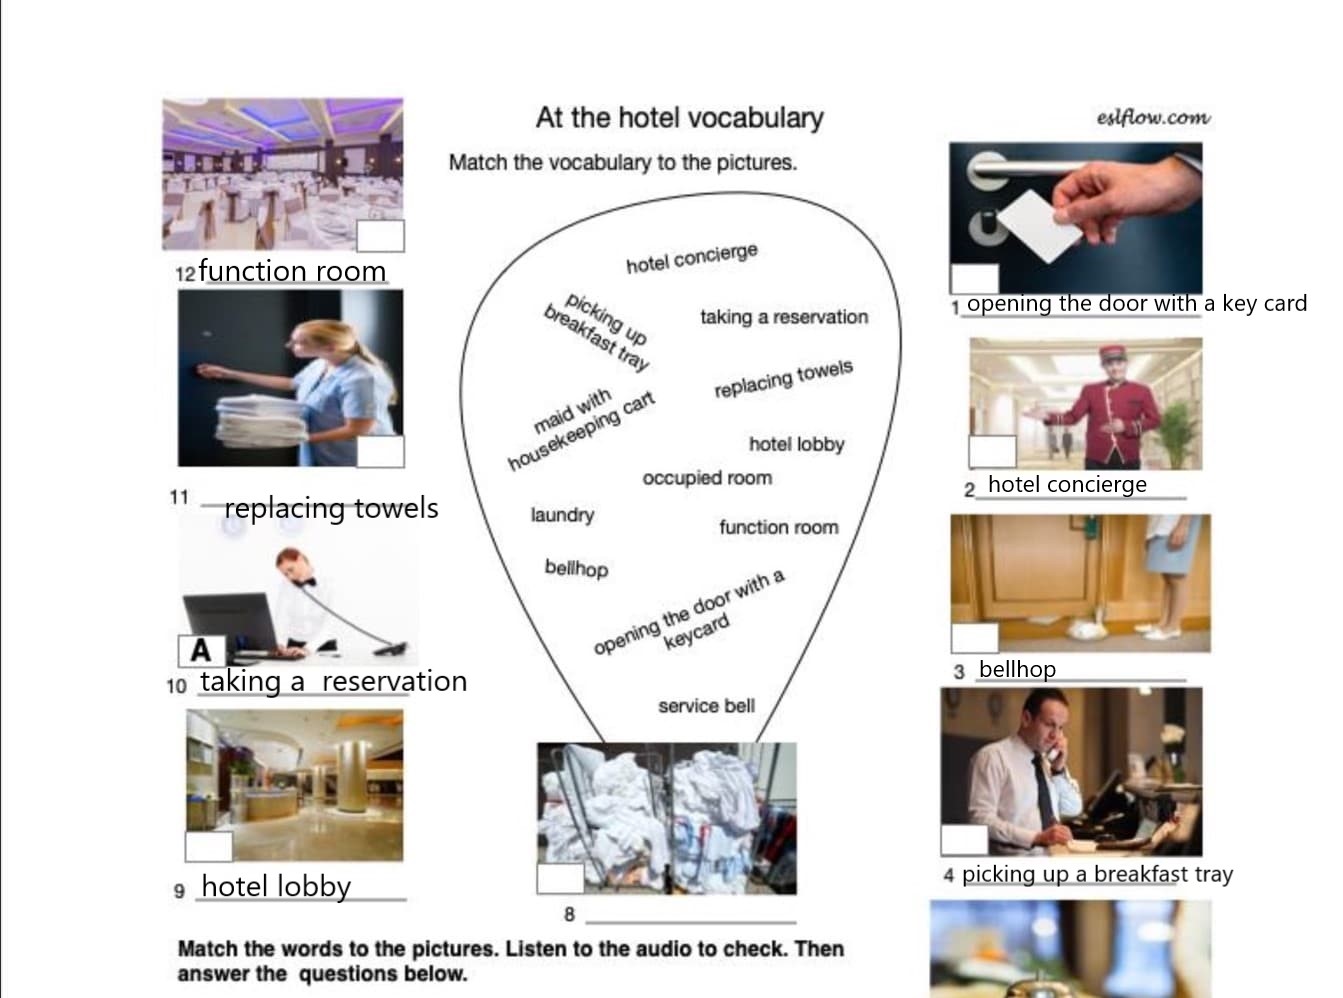 At the hotel vocabulary
eslflow.com
Match the vocabulary to the pictures.
12 function room
11 replacing towels
A
10 taking a reservation
9 hotel lobby
hotel concierge
picking up
breakfast tray
taking a reservation
replacing towels
maid with
housekeeping cart
hotel lobby
occupied room
laundry
function room
bellhop
opening the door with a
keycard
service bell
8
1 opening the door with a key card
2 hotel concierge
3 bellhop
4 picking up a breakfast tray
Match the words to the pictures. Listen to the audio to check. Then
answer the questions below.